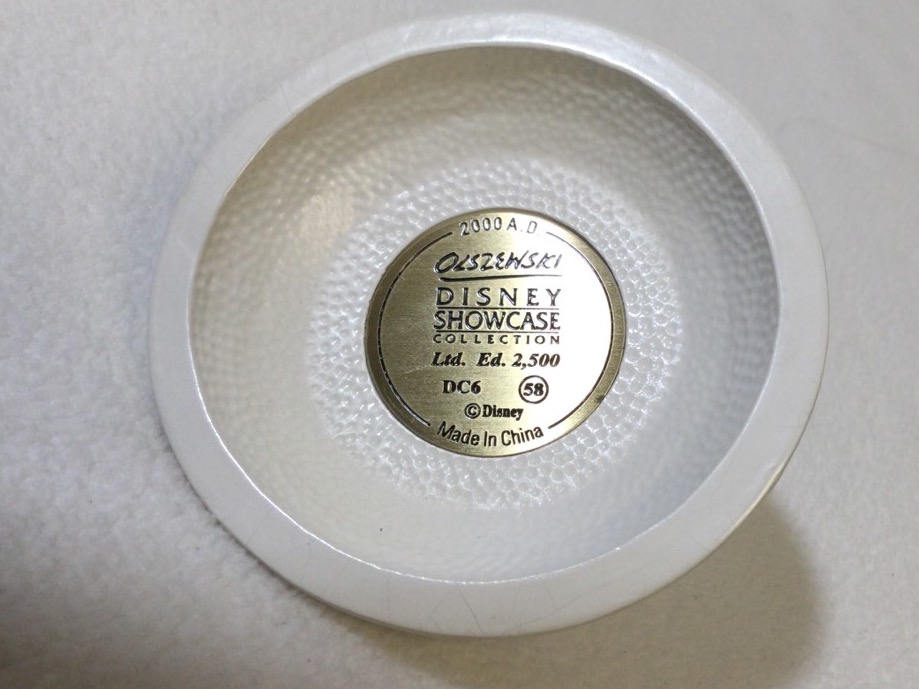 2000 A.D
OLSZEWSKI
DISNEY
SHOWCASE
COLLECTION
Ltd. Ed. 2,500
DC6 58
©Disney
Made In China